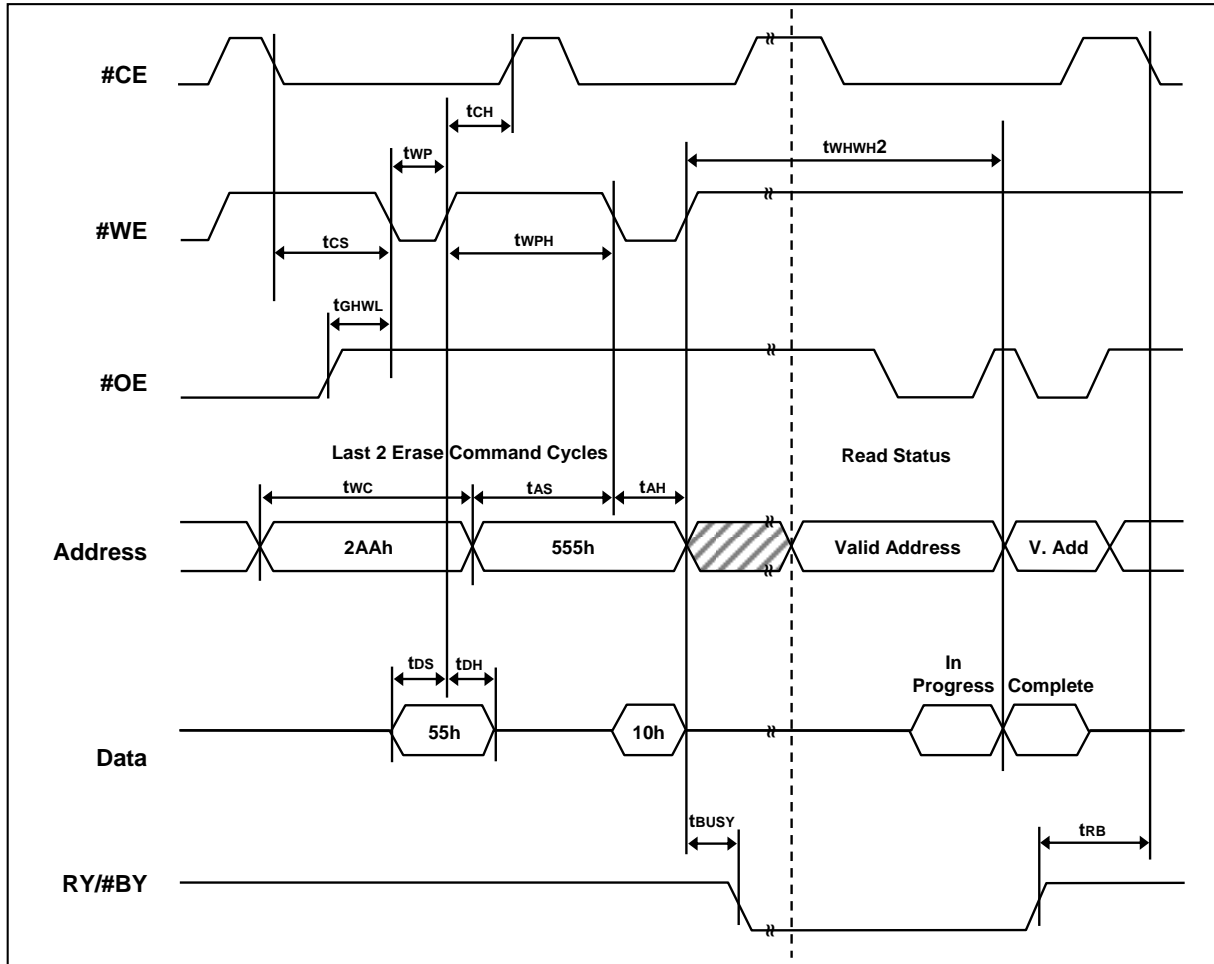 #CE
tCH
tWP
tWHWH2
#WE
tCS
tWPH
tGHWL
#OE
Last 2 Erase Command Cycles
Read Status
tWC
tAS
tAH
Address
2AAh
555h
Valid Address
V. Add
tDS
tDH
In
Progress
Complete
55h
10h
Data
tBUSY
tRB
RY/#BY